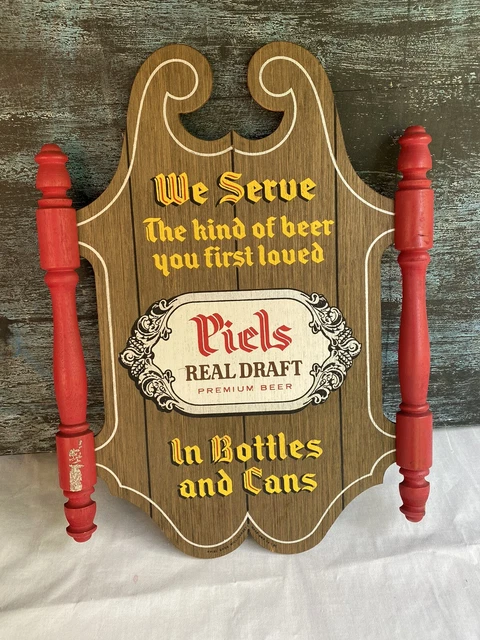 We Serve
The kind of beer
you first loved
Piels
REAL DRAFT
PREMIUM BEER
In Bottles
and Cans